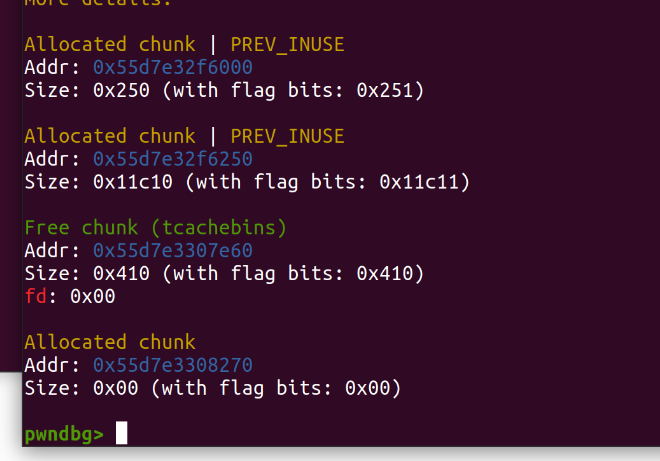 More details:
Allocated chunk | PREV_INUSE
Addr: 0x55d7e32f6000
Size: 0x250 (with flag bits: 0x251)
Allocated chunk | PREV_INUSE
Addr: 0x55d7e32f6250
Size: 0x11c10 (with flag bits: 0x11c11)
Free chunk (tcachebins)
Addr: 0x55d7e3307e60
Size: 0x410 (with flag bits: 0x410)
fd: 0x00
Allocated chunk
Addr: 0x55d7e3308270
Size: 0x00 (with flag bits: 0x00)
pwndbg>